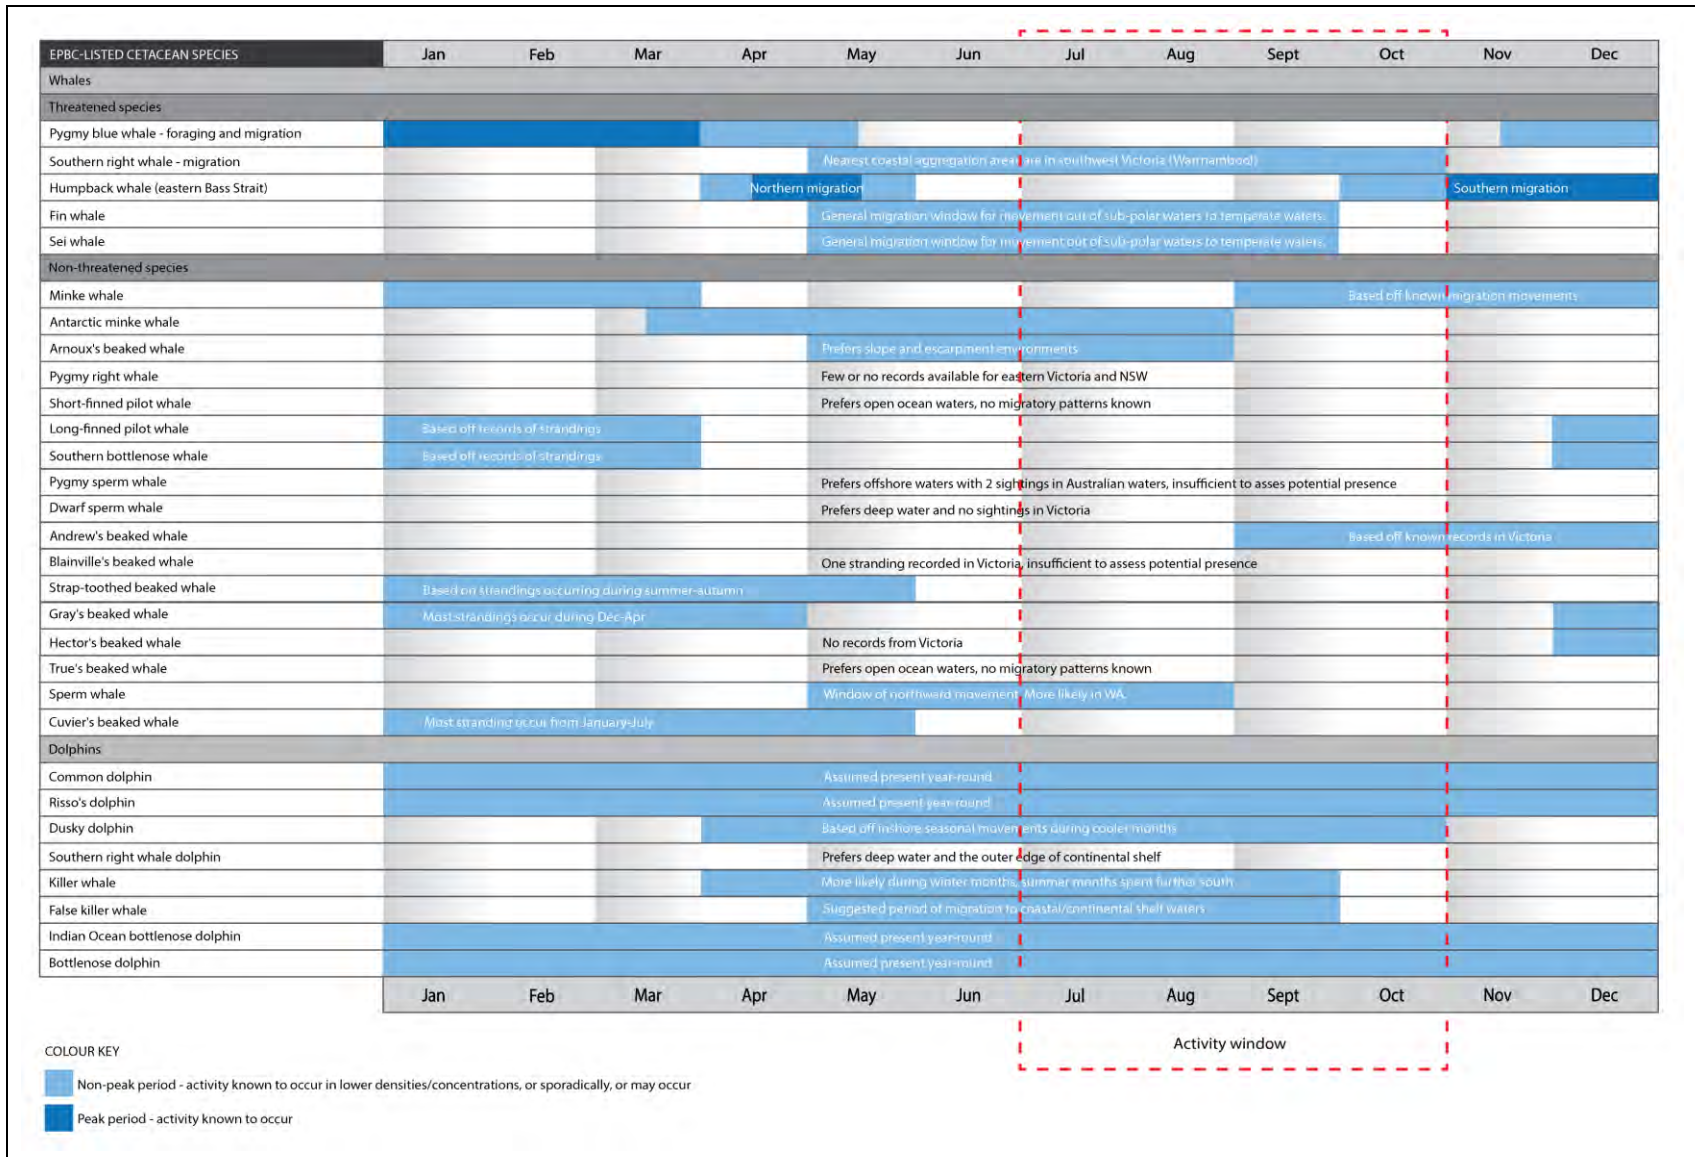 EPBC-LISTED CETACEAN SPECIES Jan Feb Mar Apr May Jun Jul Aug Sept Oct Nov Dec
Whales
Threatened species
Pygmy blue whale - foraging and migration
Southern right whale - migration Nearest coastal aggregation areas are in southwest Victoria (Warrnambool)
Humpback whale (eastern Bass Strait) Northern migration Southern migration
Fin whale General migration window for movement out of sub-polar waters to temperate waters.
Sei whale General migration window for movement out of sub-polar waters to temperate waters.
Non-threatened species
Minke whale Based off known migration movements
Antarctic minke whale
Arnoux's beaked whale Prefers slope and escarpment environments
Pygmy right whale Few or no records available for eastern Victoria and NSW
Short-finned pilot whale Prefers open ocean waters, no migratory patterns known
Long-finned pilot whale Based off records of strandings
Southern bottlenose whale Based off records of strandings
Pygmy sperm whale Prefers offshore waters with 2 sightings in Australian waters, insufficient to asses potential presence
Dwarf sperm whale Prefers deep water and no sightings in Victoria
Andrew's beaked whale Based off known records in Victoria
Blainville's beaked whale One stranding recorded in Victoria, insufficient to assess potential presence
Strap-toothed beaked whale Based on strandings occurring during summer-autumn
Gray's beaked whale Most strandings occur during Dec-Apr
Hector's beaked whale No records from Victoria
True's beaked whale Prefers open ocean waters, no migratory patterns known
Sperm whale Window of northward movement. More likely in WA.
Cuvier's beaked whale Most stranding occur from January-July
Dolphins
Common dolphin Assumed present year-round
Risso's dolphin Assumed present year-round
Dusky dolphin Based off inshore seasonal movements during cooler months
Southern right whale dolphin Prefers deep water and the outer edge of continental shelf
Killer whale More likely during winter months, summer months spent further south
False killer whale Suggested period of migration to coastal/continental shelf waters
Indian Ocean bottlenose dolphin Assumed present year-round
Bottlenose dolphin Assumed present year-round
Jan Feb Mar Apr May Jun Jul Aug Sept Oct Nov Dec
Activity window
COLOUR KEY
Non-peak period - activity known to occur in lower densities/concentrations, or sporadically, or may occur
Peak period - activity known to occur